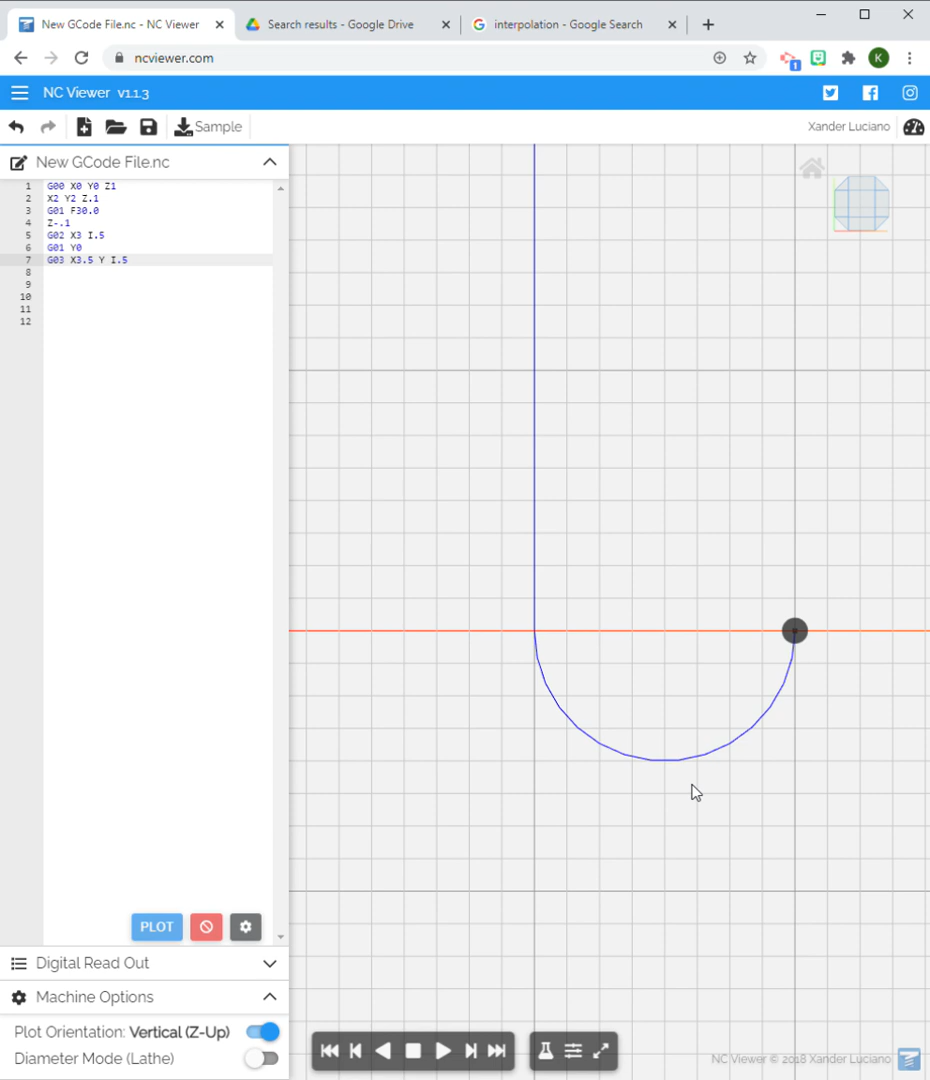 New GCode File.nc - NC Viewer
Search results - Google Drive
interpolation - Google Search
ncviewer.com
1
K
NC Viewer v1.1.3
Sample
Xander Luciano
New GCode File.nc
1 G00 X0 Y0 Z1
2 X2 Y2 Z.1
3 G01 F30.0
4 Z-.1
5 G02 X3 I.5
6 G01 Y0
7 G03 X3.5 Y I.5
8
9
10
11
12
PLOT
Digital Read Out
Machine Options
Plot Orientation: Vertical (Z-Up)
Diameter Mode (Lathe)
NC Viewer © 2018 Xander Luciano